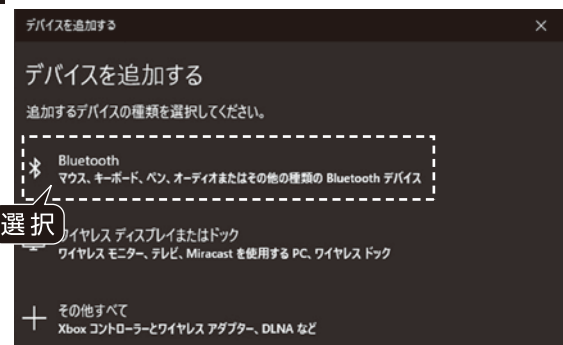 デバイスを追加する
デバイスを追加する
追加するデバイスの種類を選択してください。
Bluetooth
マウス、キーボード、ペン、オーディオまたはその他の種類の Bluetooth デバイス
選択
ワイヤレス ディスプレイまたはドック
ワイヤレス モニター、テレビ、Miracast を使用する PC、ワイヤレス ドック
その他すべて
Xbox コントローラーとワイヤレス アダプター、DLNA など